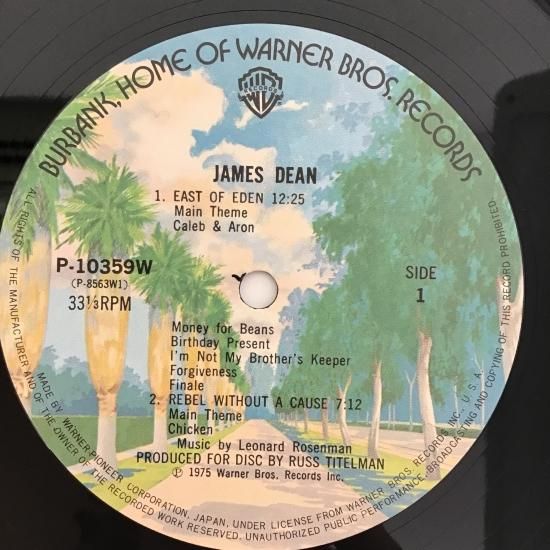 BURBANK, HOME OF WARNER BROS. RECORDS
RECORDS
JAMES DEAN
1. EAST OF EDEN 12:25
Main Theme
Caleb & Aron
P-10359W
(P-8563W1)
33⅓RPM
SIDE
1
Money for Beans
Birthday Present
I'm Not My Brother's Keeper
Forgiveness
Finale
2. REBEL WITHOUT A CAUSE 7:12
Main Theme
Chicken
Music by Leonard Rosenman
PRODUCED FOR DISC BY RUSS TITELMAN
℗ 1975 Warner Bros. Records Inc.
MADE BY WARNER-PIONEER CORPORATION, JAPAN, UNDER LICENSE FROM WARNER BROS. RECORDS INC., U.S.A.
ALL RIGHTS OF THE MANUFACTURER AND OF THE OWNER OF THE RECORDED WORK RESERVED. UNAUTHORIZED PUBLIC PERFORMANCE-BROADCASTING AND COPYING OF THIS RECORD PROHIBITED.